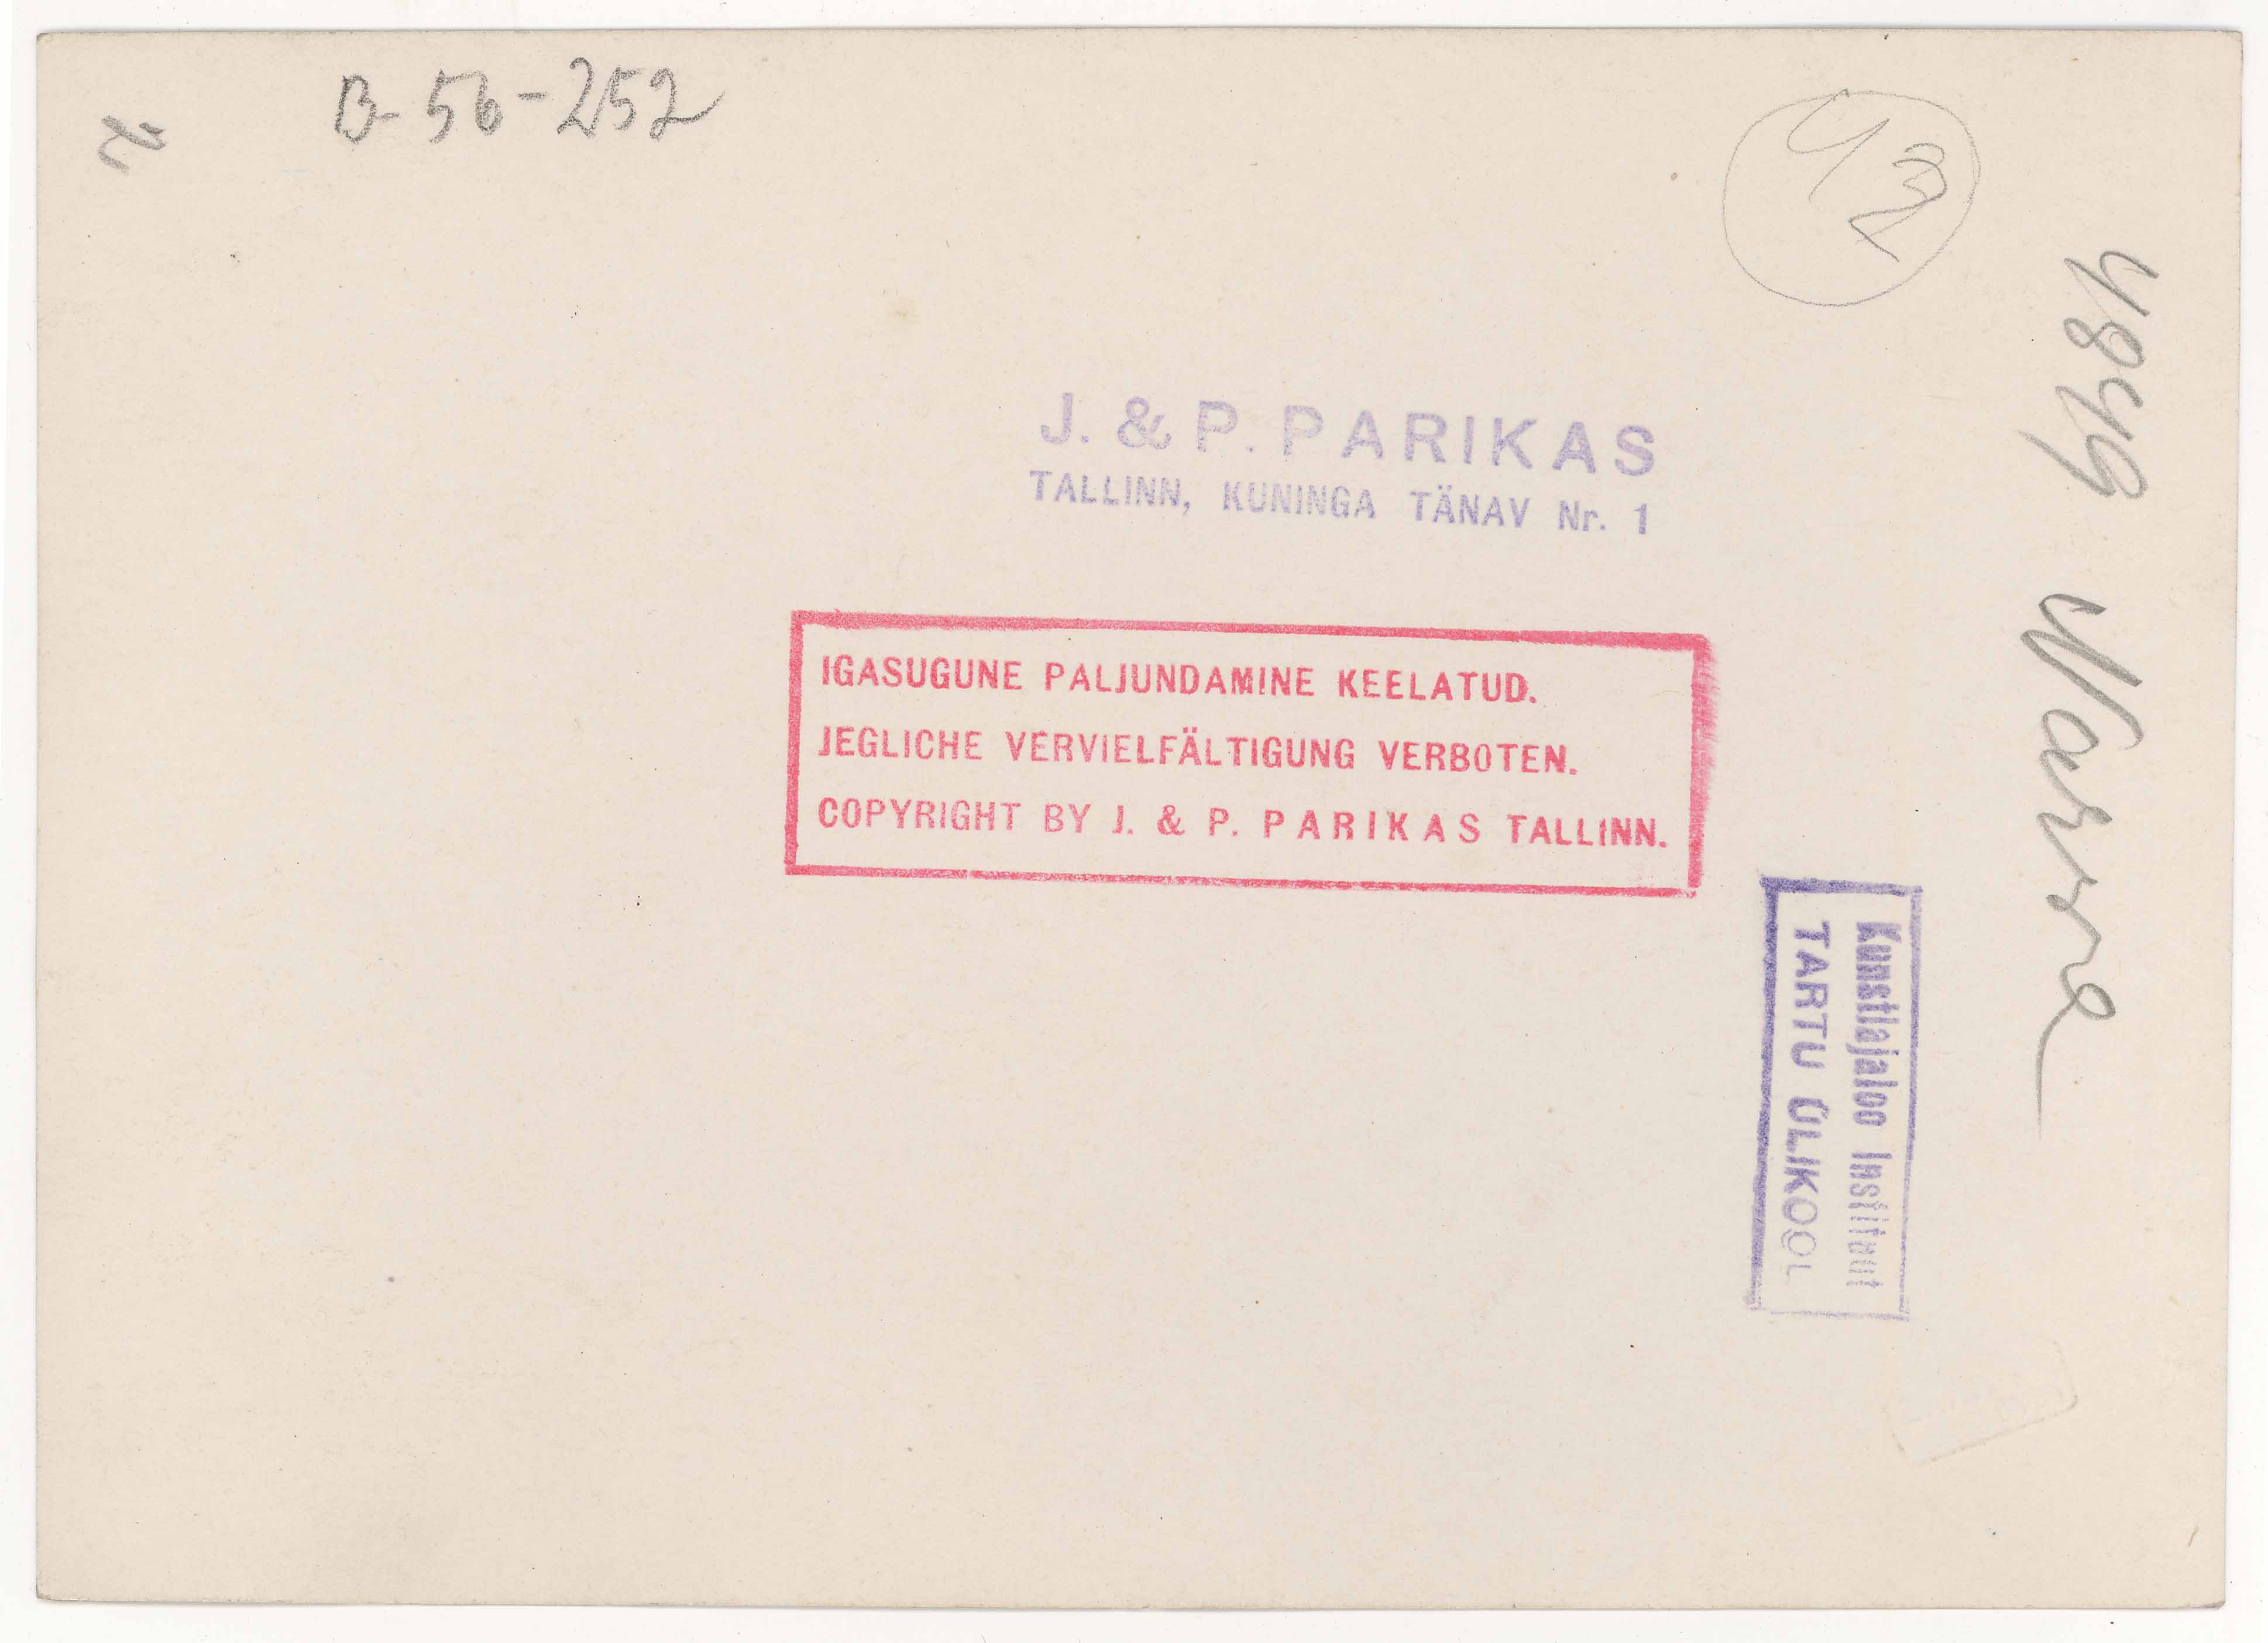 B-56-252
J. & P. PARIKAS
TALLINN, KUNINGA TÄNAV Nr. 1
IGASUGUNE PALJUNDAMINE KEELATUD.
JEGLICHE VERVIELFÄLTIGUNG VERBOTEN.
COPYRIGHT BY J. & P. PARIKAS TALLINN.
Kunstiajaloo Instituut
TARTU ÜLIKOOL
Narva